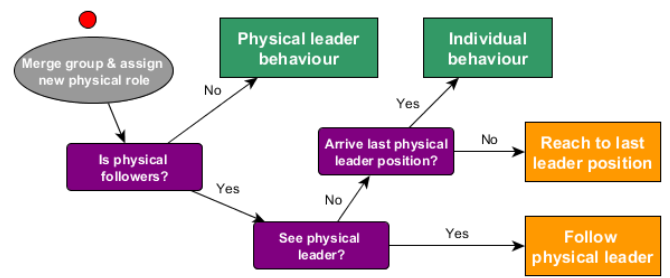 Merge group & assign
new physical role
Physical leader
behaviour
Individual
behaviour
No
Yes
Is physical
followers?
Arrive last physical
leader position?
No
Reach to last
leader position
Yes
No
See physical
leader?
Yes
Follow
physical leader